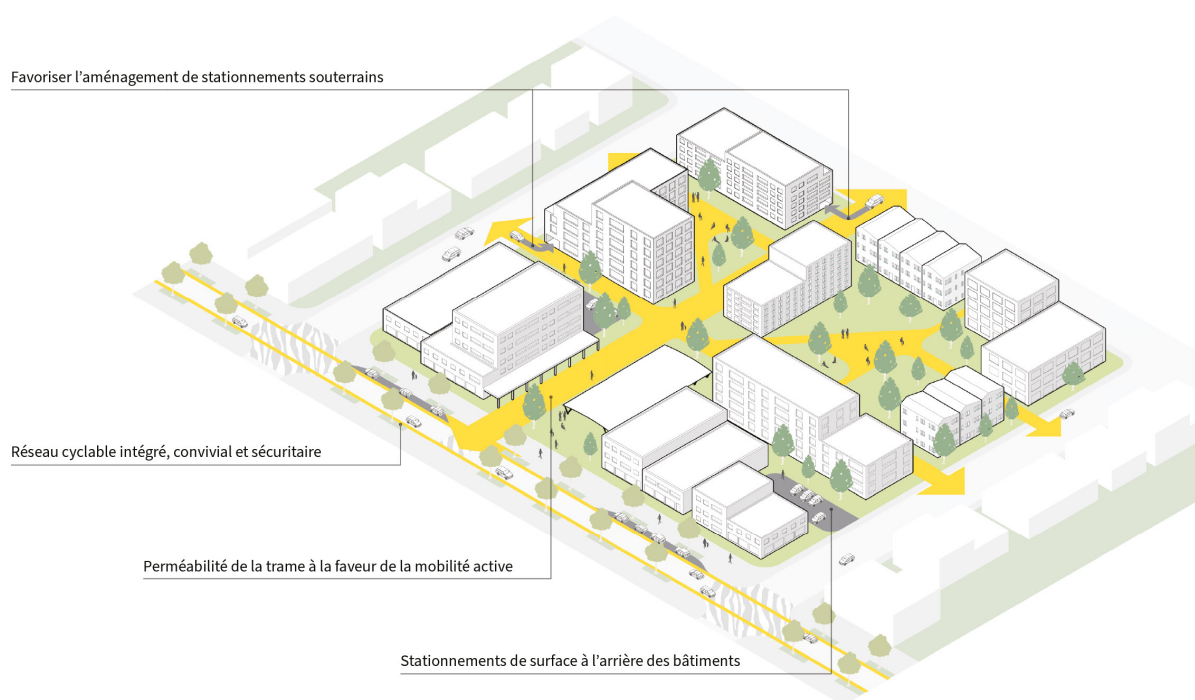 Favoriser l’aménagement de stationnements souterrains
Réseau cyclable intégré, convivial et sécuritaire
Perméabilité de la trame à la faveur de la mobilité active
Stationnements de surface à l’arrière des bâtiments